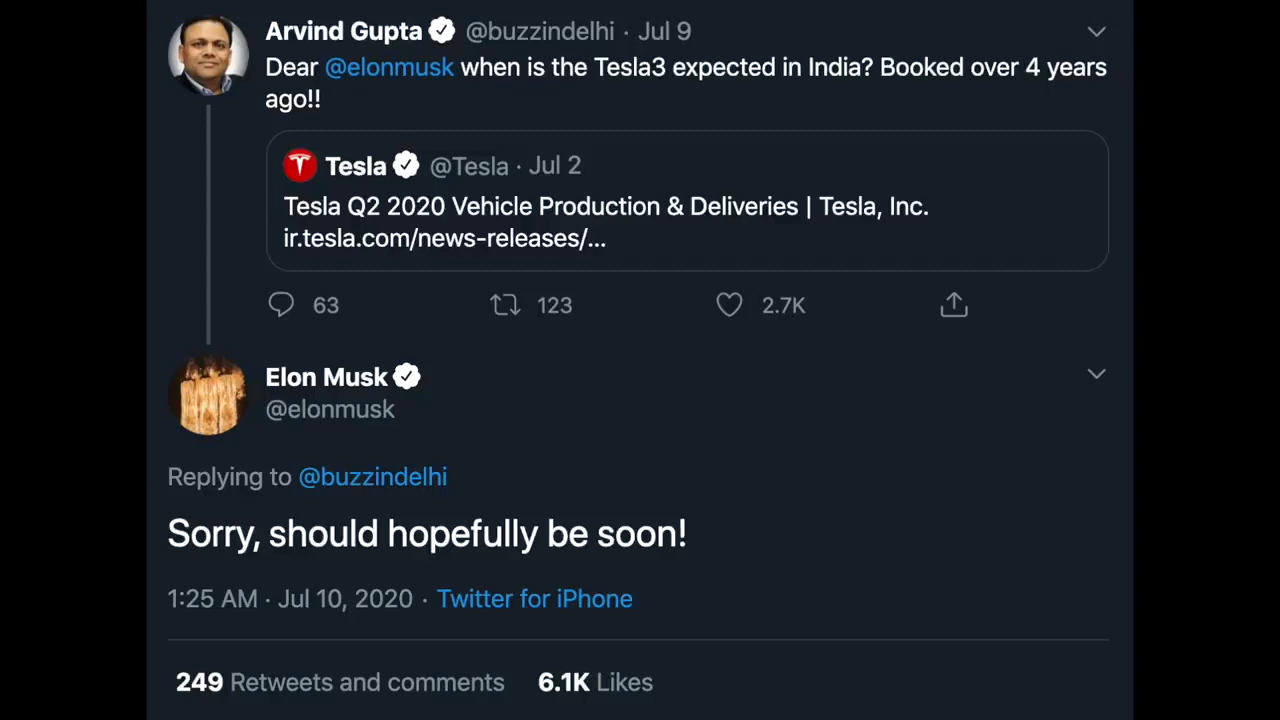 Arvind Gupta @buzzindelhi · Jul 9
Dear @elonmusk when is the Tesla3 expected in India? Booked over 4 years
ago!!
Tesla @Tesla · Jul 2
Tesla Q2 2020 Vehicle Production & Deliveries | Tesla, Inc.
ir.tesla.com/news-releases/...
63 123 2.7K
Elon Musk
@elonmusk
Replying to @buzzindelhi
Sorry, should hopefully be soon!
1:25 AM · Jul 10, 2020 · Twitter for iPhone
249 Retweets and comments 6.1K Likes